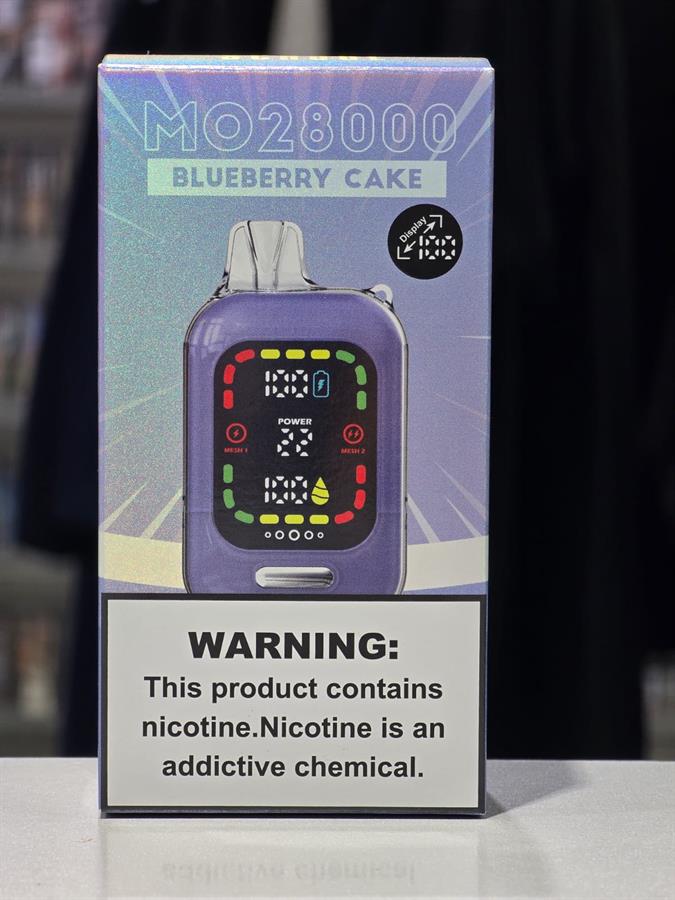 MO28000
BLUEBERRY CAKE
Display
100
100
POWER
22
MESH 1
MESH 2
100
WARNING:
This product contains
nicotine.Nicotine is an
addictive chemical.